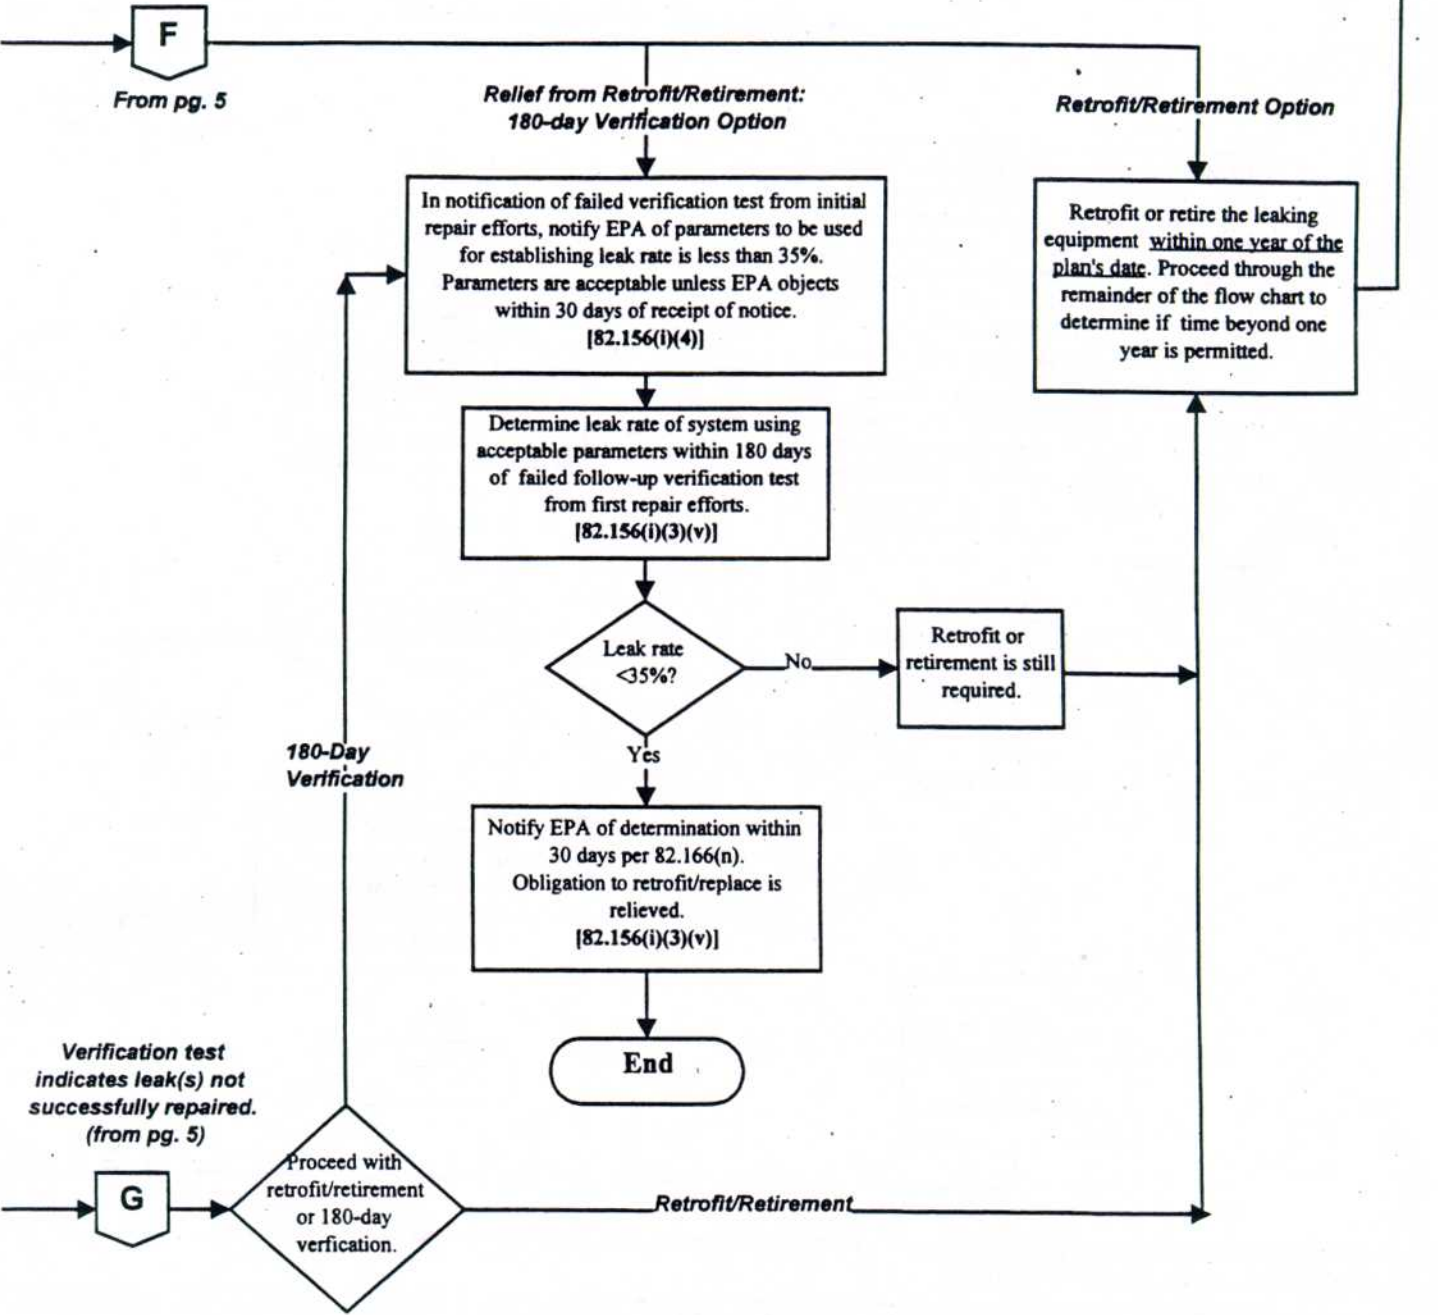 F
From pg. 5
Relief from Retrofit/Retirement:
180-day Verification Option
Retrofit/Retirement Option
In notification of failed verification test from initial
repair efforts, notify EPA of parameters to be used
for establishing leak rate is less than 35%.
Parameters are acceptable unless EPA objects
within 30 days of receipt of notice.
[82.156(i)(4)]
Retrofit or retire the leaking
equipment within one year of the
plan's date. Proceed through the
remainder of the flow chart to
determine if time beyond one
year is permitted.
Determine leak rate of system using
acceptable parameters within 180 days
of failed follow-up verification test
from first repair efforts.
[82.156(i)(3)(v)]
Leak rate
<35%?
No
Retrofit or
retirement is still
required.
Yes
180-Day
Verification
Notify EPA of determination within
30 days per 82.166(n).
Obligation to retrofit/replace is
relieved.
[82.156(i)(3)(v)]
End
Verification test
indicates leak(s) not
successfully repaired.
(from pg. 5)
G
Proceed with
retrofit/retirement
or 180-day
verfication.
Retrofit/Retirement